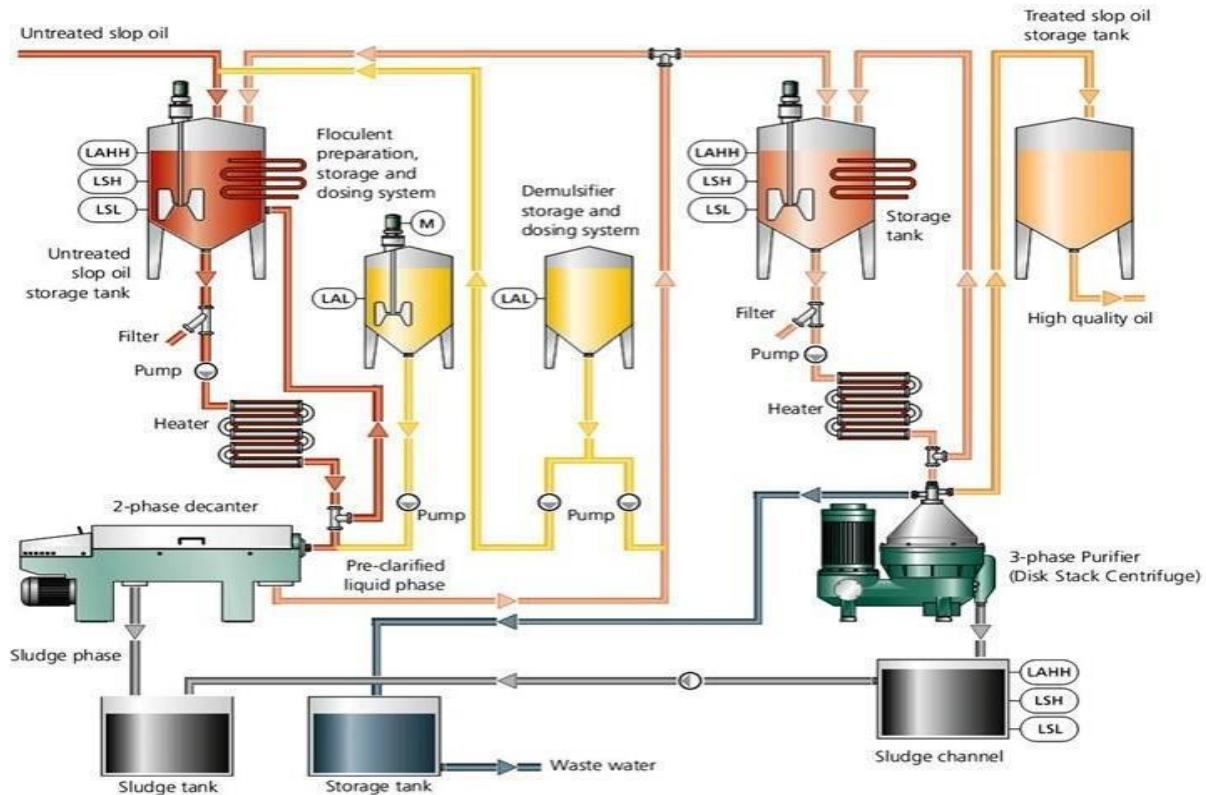 Untreated slop oil
Treated slop oil
storage tank
LAHH
LSH
LSL
Floculent
preparation,
storage and
dosing system
M
LAL
Demulsifier
storage and
dosing system
LAL
LAHH
LSH
LSL
Storage
tank
Untreated
slop oil
storage tank
Filter
Pump
Heater
Filter
Pump
Heater
High quality oil
2-phase decanter
Pump
Pump
Pre-clarified
liquid phase
3-phase Purifier
(Disk Stack Centrifuge)
Sludge phase
LAHH
LSH
LSL
Sludge tank
Storage tank
Waste water
Sludge channel